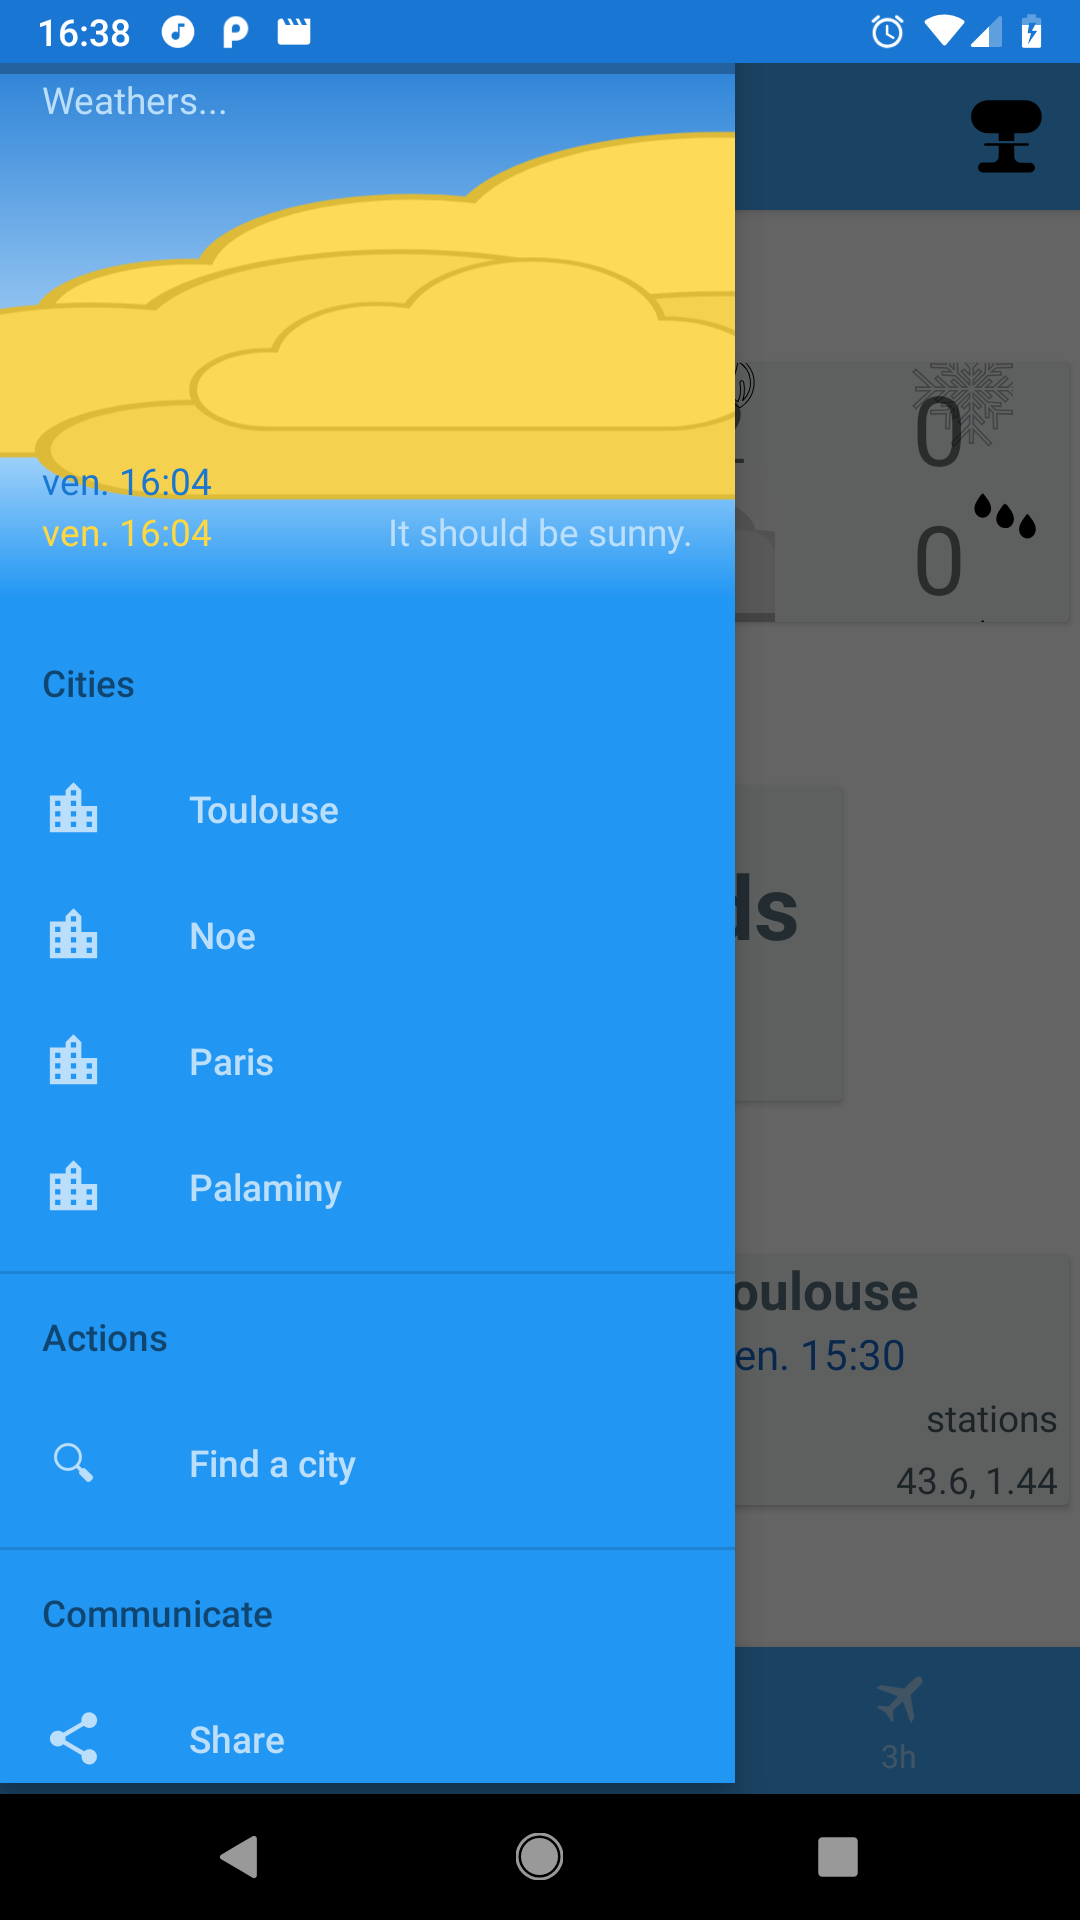 16:38
Weathers...
ven. 16:04
ven. 16:04 It should be sunny.
0
0
Cities
Toulouse
Noe
Paris
Palaminy
ds
oulouse
en. 15:30
stations
43.6, 1.44
Actions
Find a city
Communicate
Share
3h